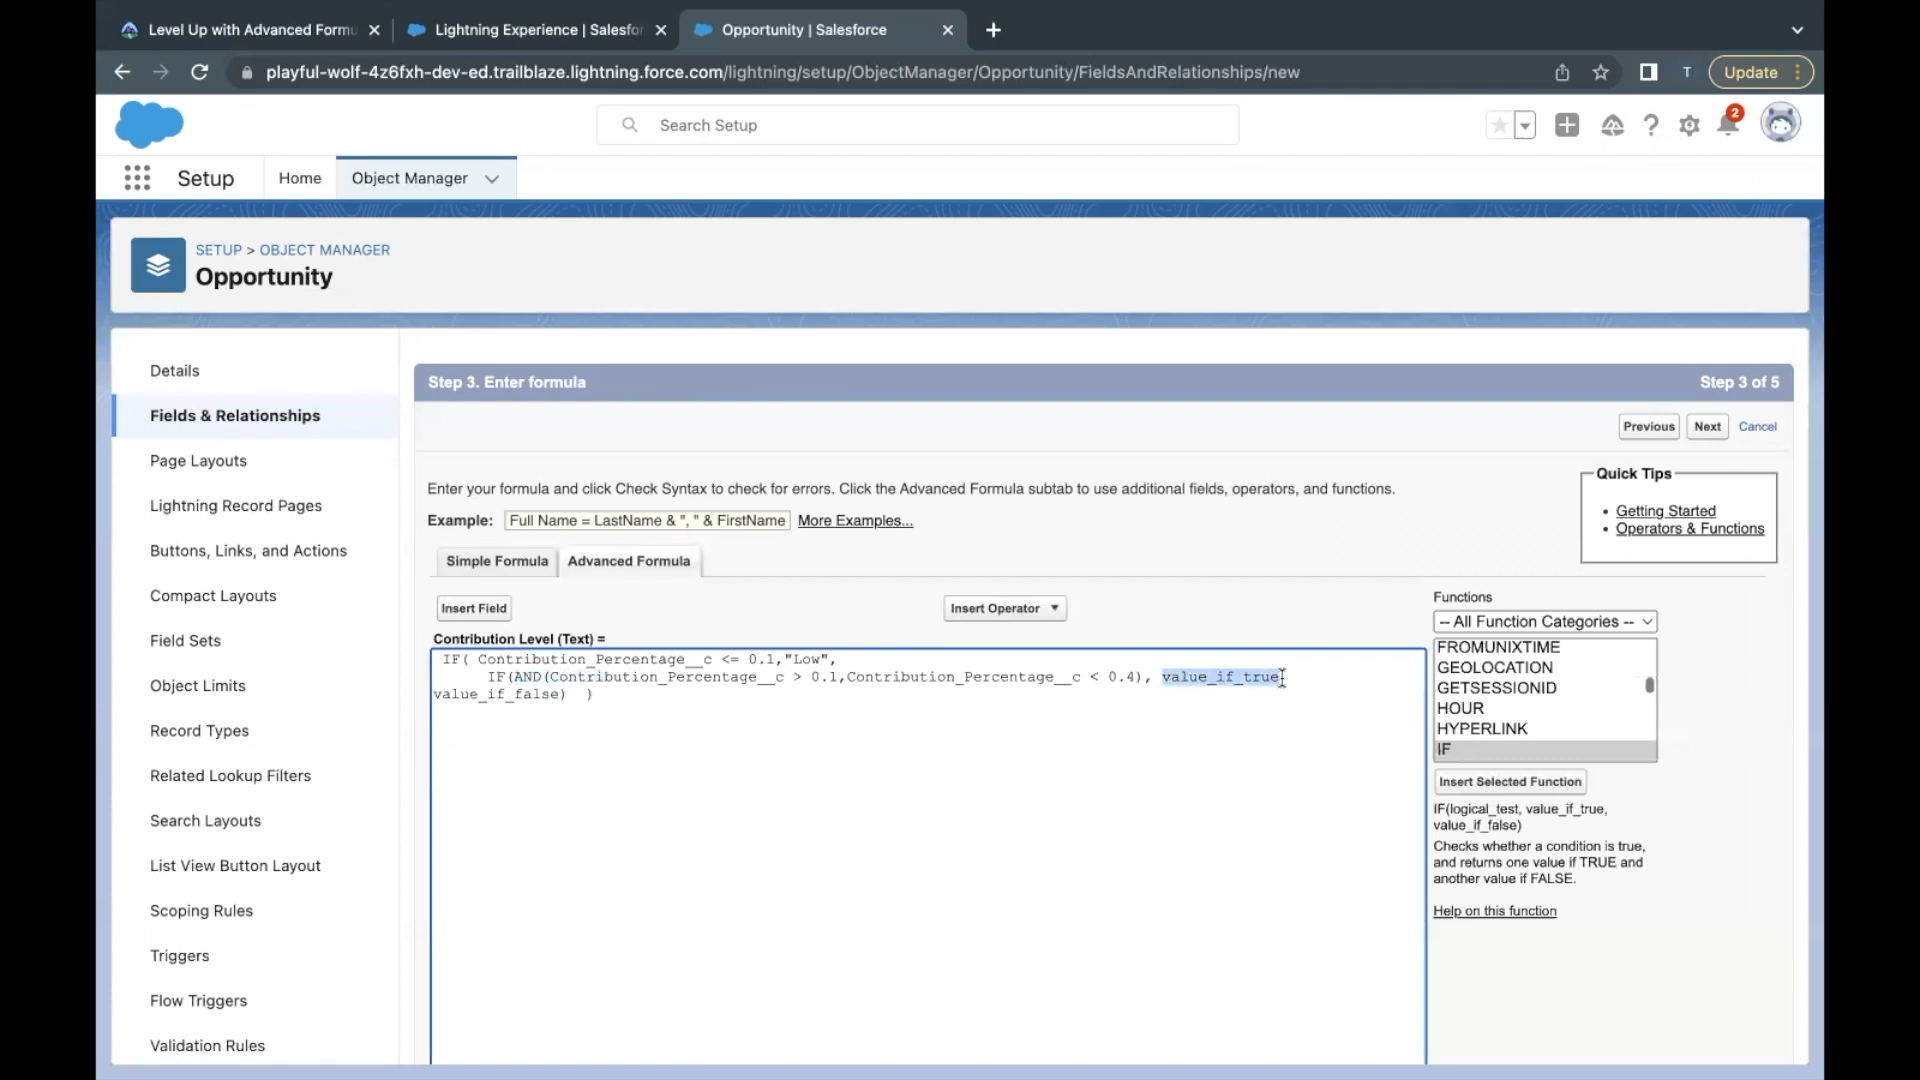 Level Up with Advanced Formu
Lightning Experience | Salesfor
Opportunity | Salesforce
playful-wolf-4z6fxh-dev-ed.trailblaze.lightning.force.com/lightning/setup/ObjectManager/Opportunity/FieldsAndRelationships/new
T
Update
Search Setup
2
Setup
Home
Object Manager
SETUP > OBJECT MANAGER
Opportunity
Details
Fields & Relationships
Page Layouts
Lightning Record Pages
Buttons, Links, and Actions
Compact Layouts
Field Sets
Object Limits
Record Types
Related Lookup Filters
Search Layouts
List View Button Layout
Scoping Rules
Triggers
Flow Triggers
Validation Rules
Step 3. Enter formula
Step 3 of 5
Previous
Next
Cancel
Enter your formula and click Check Syntax to check for errors. Click the Advanced Formula subtab to use additional fields, operators, and functions.
Example: Full Name = LastName & ", " & FirstName More Examples...
Quick Tips
• Getting Started
• Operators & Functions
Simple Formula
Advanced Formula
Insert Field
Insert Operator
Contribution Level (Text) =
IF( Contribution_Percentage__c <= 0.1,"Low",
IF(AND(Contribution_Percentage__c > 0.1,Contribution_Percentage__c < 0.4), value_if_true,
value_if_false) )
Functions
-- All Function Categories --
FROMUNIXTIME
GEOLOCATION
GETSESSIONID
HOUR
HYPERLINK
IF
Insert Selected Function
IF(logical_test, value_if_true,
value_if_false)
Checks whether a condition is true,
and returns one value if TRUE and
another value if FALSE.
Help on this function